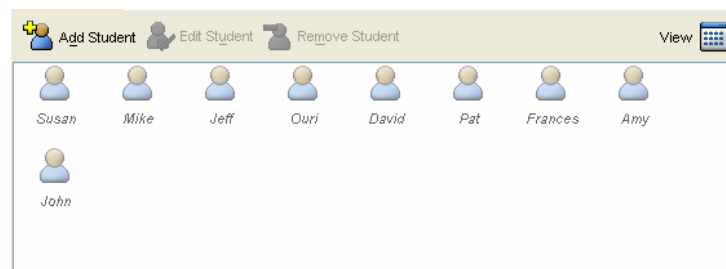 Add Student Edit Student Remove Student View
Susan Mike Jeff Ouri David Pat Frances Amy
John